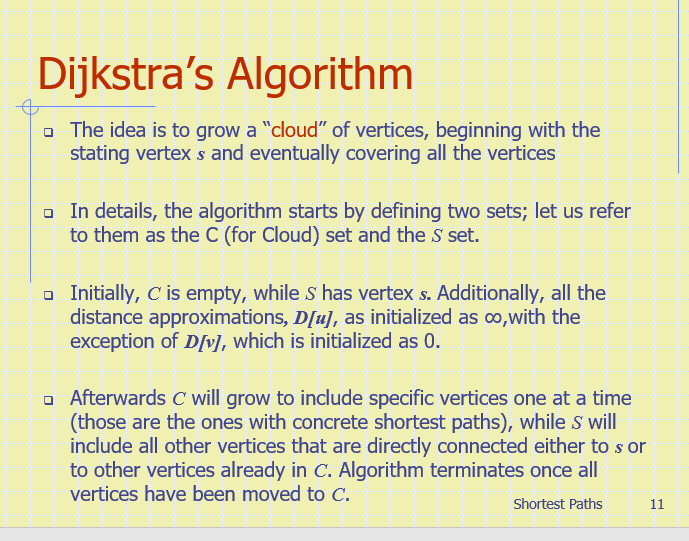 Dijkstra’s Algorithm
The idea is to grow a “cloud” of vertices, beginning with the
stating vertex s and eventually covering all the vertices
In details, the algorithm starts by defining two sets; let us refer
to them as the C (for Cloud) set and the S set.
Initially, C is empty, while S has vertex s. Additionally, all the
distance approximations, D[u], as initialized as ∞,with the
exception of D[v], which is initialized as 0.
Afterwards C will grow to include specific vertices one at a time
(those are the ones with concrete shortest paths), while S will
include all other vertices that are directly connected either to s or
to other vertices already in C. Algorithm terminates once all
vertices have been moved to C.
Shortest Paths 11